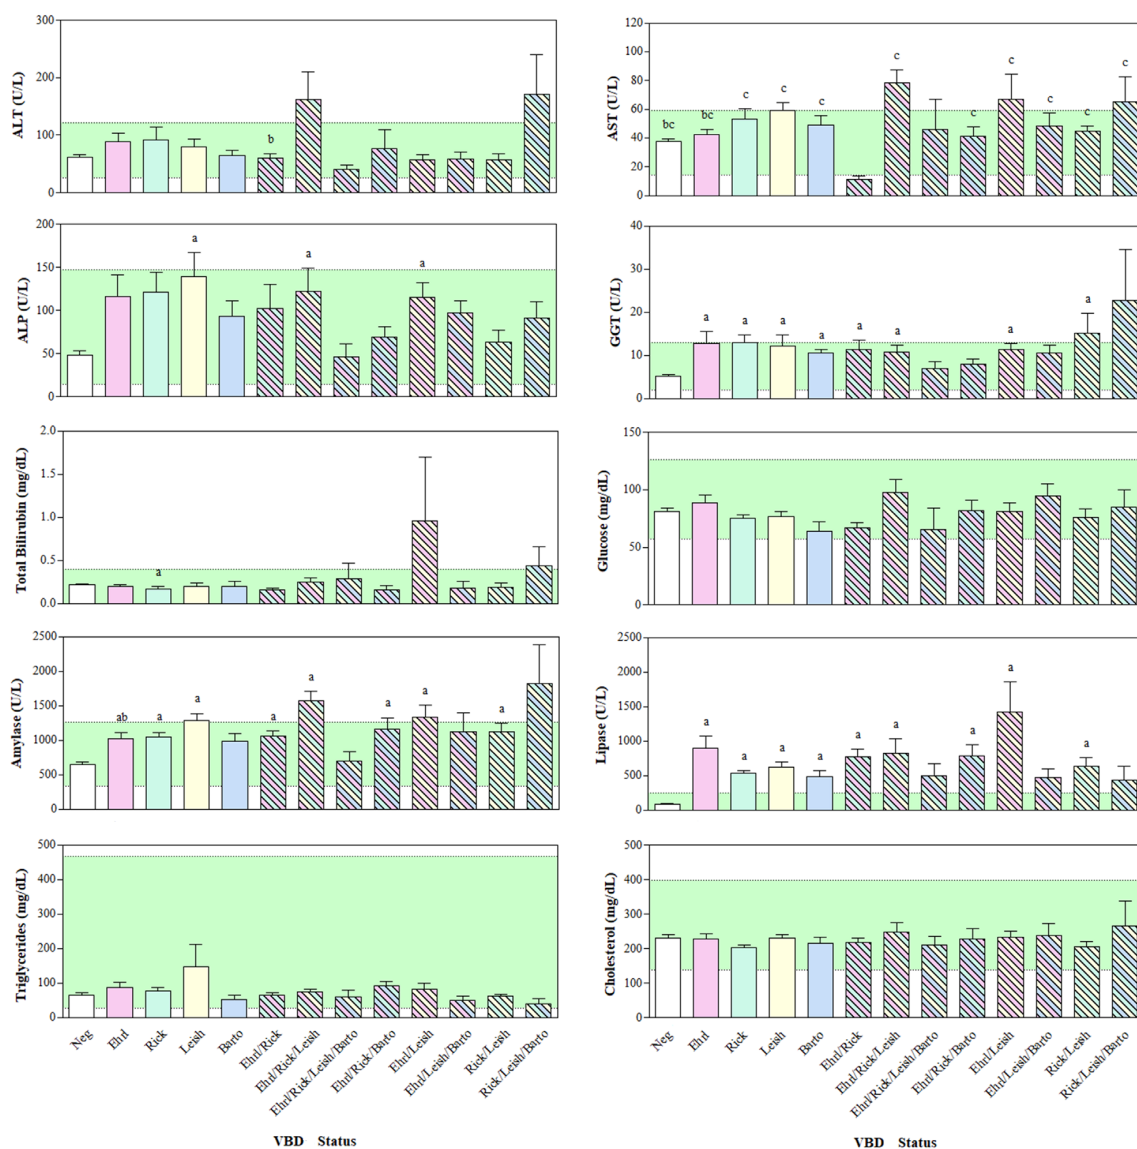 ALT (U/L)
300
200
100
0
b
AST (U/L)
120
100
80
60
40
20
0
bc
bc
c
c
c
c
c
c
c
c
c
ALP (U/L)
200
150
100
50
0
a
a
a
GGT (U/L)
40
30
20
10
0
a
a
a
a
a
a
a
a
Total Bilirubin (mg/dL)
2.0
1.5
1.0
0.5
0.0
a
Glucose (mg/dL)
150
100
50
0
Amylase (U/L)
2500
2000
1500
1000
500
0
ab
a
a
a
a
a
a
a
Lipase (U/L)
2500
2000
1500
1000
500
0
a
a
a
a
a
a
a
a
a
Triglycerides (mg/dL)
500
400
300
200
100
0
Neg
Ehrl
Rick
Leish
Barto
Ehrl/Rick
Ehrl/Rick/Leish
Ehrl/Rick/Leish/Barto
Ehrl/Rick/Barto
Ehrl/Leish
Ehrl/Leish/Barto
Rick/Leish
Rick/Leish/Barto
VBD Status
Cholesterol (mg/dL)
500
400
300
200
100
0
Neg
Ehrl
Rick
Leish
Barto
Ehrl/Rick
Ehrl/Rick/Leish
Ehrl/Rick/Leish/Barto
Ehrl/Rick/Barto
Ehrl/Leish
Ehrl/Leish/Barto
Rick/Leish
Rick/Leish/Barto
VBD Status